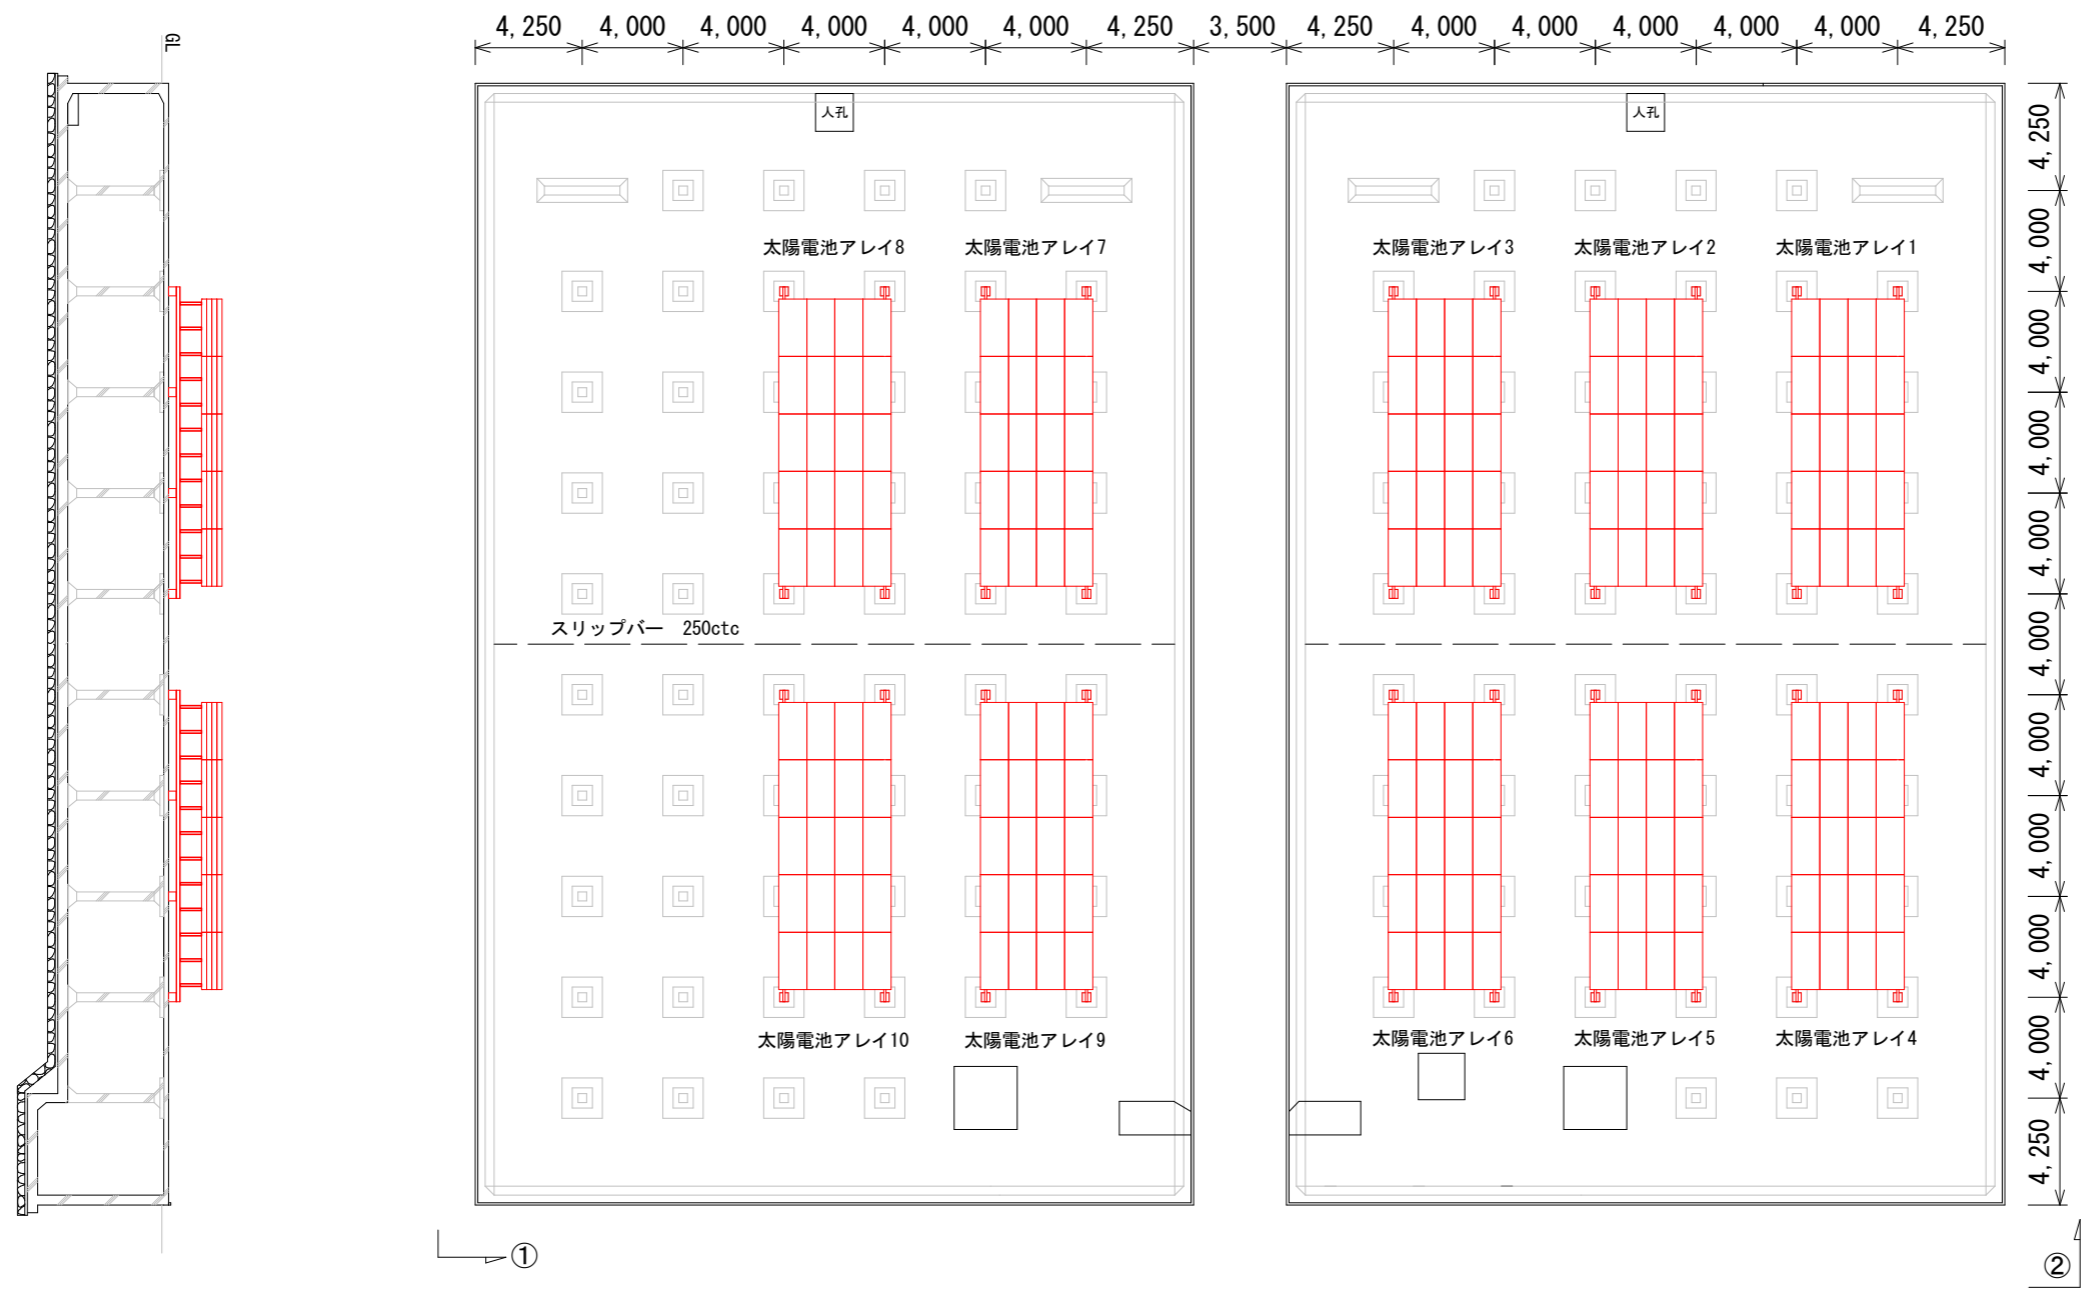 GL
4,250 4,000 4,000 4,000 4,000 4,000 4,250 3,500 4,250 4,000 4,000 4,000 4,000 4,000 4,250
人孔 人孔
太陽電池アレイ8 太陽電池アレイ7 太陽電池アレイ3 太陽電池アレイ2 太陽電池アレイ1
スリップバー 250ctc
太陽電池アレイ10 太陽電池アレイ9 太陽電池アレイ6 太陽電池アレイ5 太陽電池アレイ4
4,250
4,000
4,000
4,000
4,000
4,000
4,000
4,000
4,000
4,000
4,250
① ②